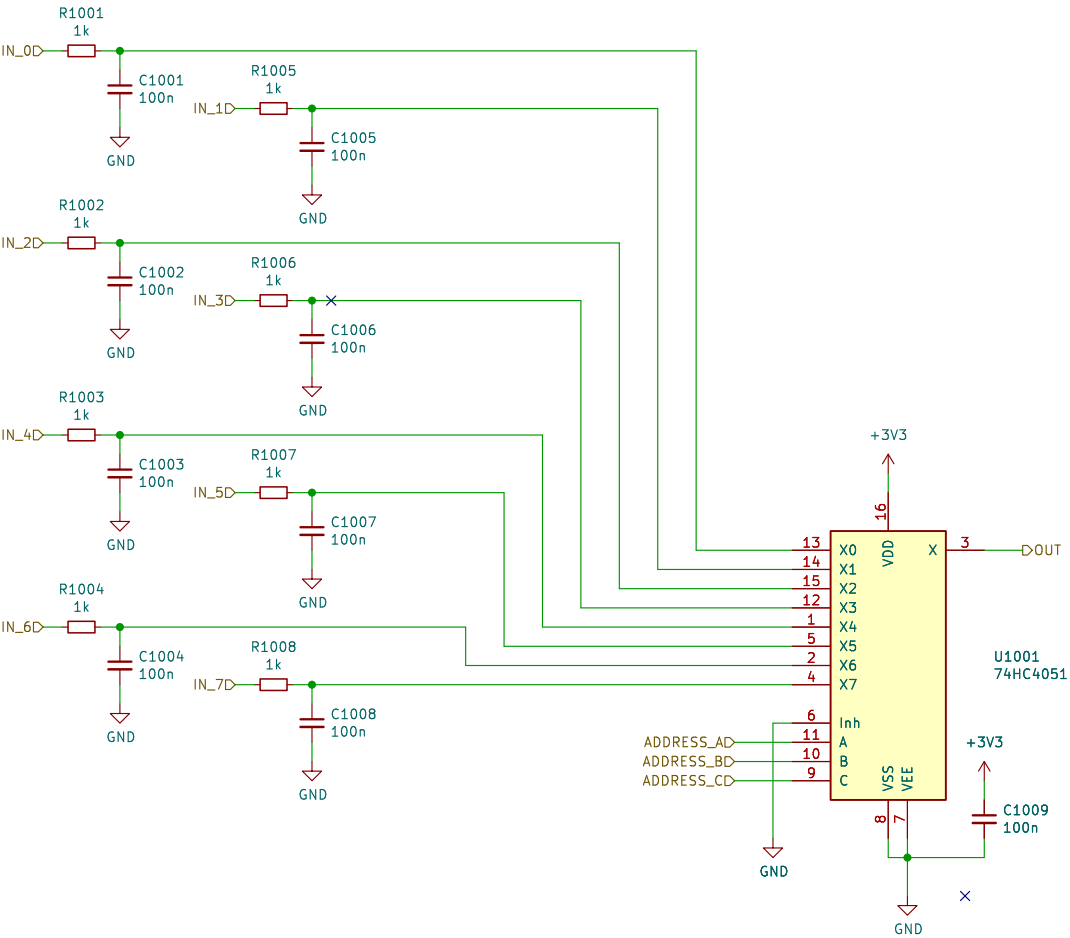 R1001
1k
IN_0
C1001
100n
GND
R1005
1k
IN_1
C1005
100n
GND
R1002
1k
IN_2
C1002
100n
GND
R1006
1k
IN_3
C1006
100n
GND
R1003
1k
IN_4
C1003
100n
GND
R1007
1k
IN_5
C1007
100n
GND
R1004
1k
IN_6
C1004
100n
GND
R1008
1k
IN_7
C1008
100n
GND
+3V3
16
VDD
13 X0
14 X1
15 X2
12 X3
1 X4
5 X5
2 X6
4 X7
6 Inh
11 A
10 B
9 C
X 3 OUT
U1001
74HC4051
ADDRESS_A
ADDRESS_B
ADDRESS_C
VSS
VEE
8
7
+3V3
C1009
100n
GND
GND